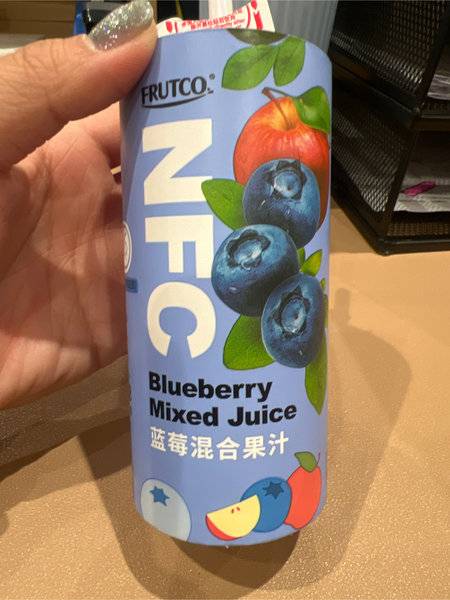 FRUTCO
NFC
Blueberry
Mixed Juice
蓝莓混合果汁